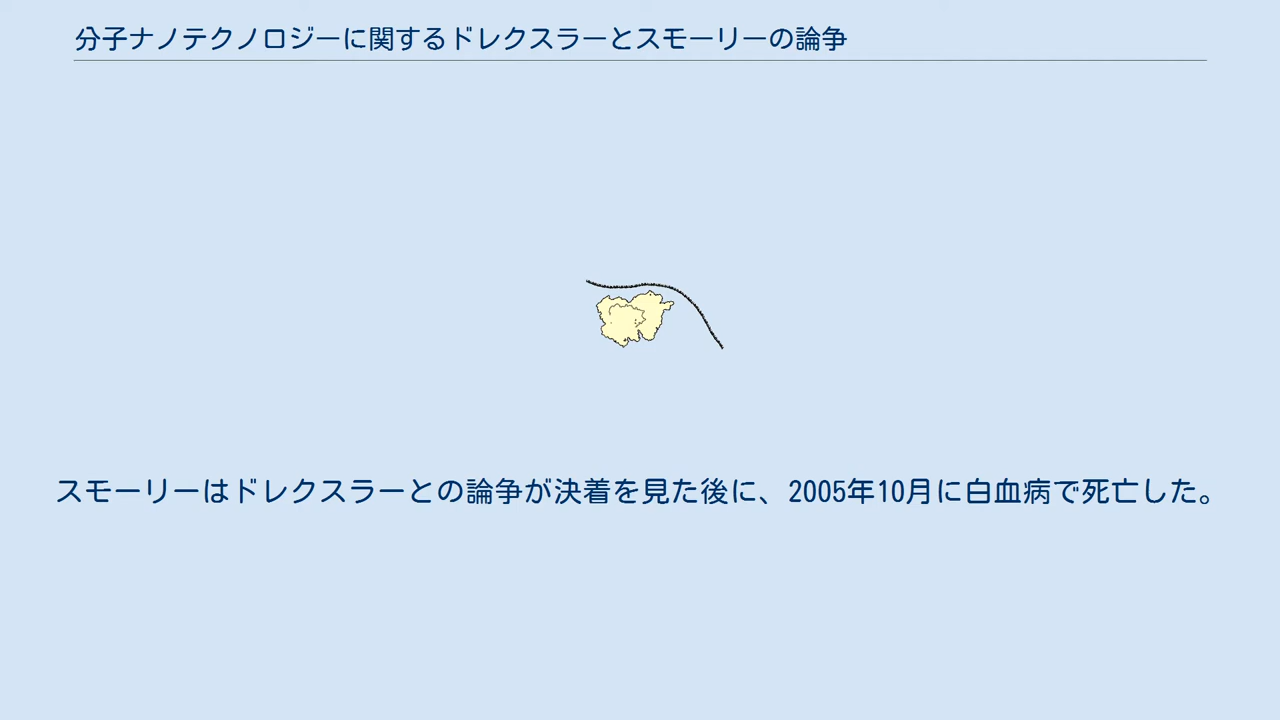 分子ナノテクノロジーに関するドレクスラーとスモーリーの論争
スモーリーはドレクスラーとの論争が決着を見た後に、2005年10月に白血病で死亡した。